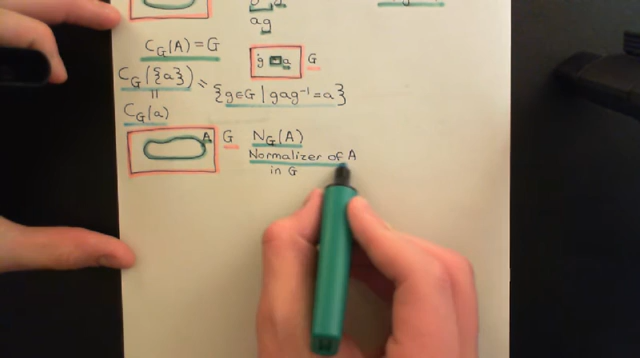 ag
C_G(A) = G
g a G
C_G({a}) = {g∈G | gag⁻¹=a}
"
C_G(a)
A G N_G(A)
Normalizer of A
in G